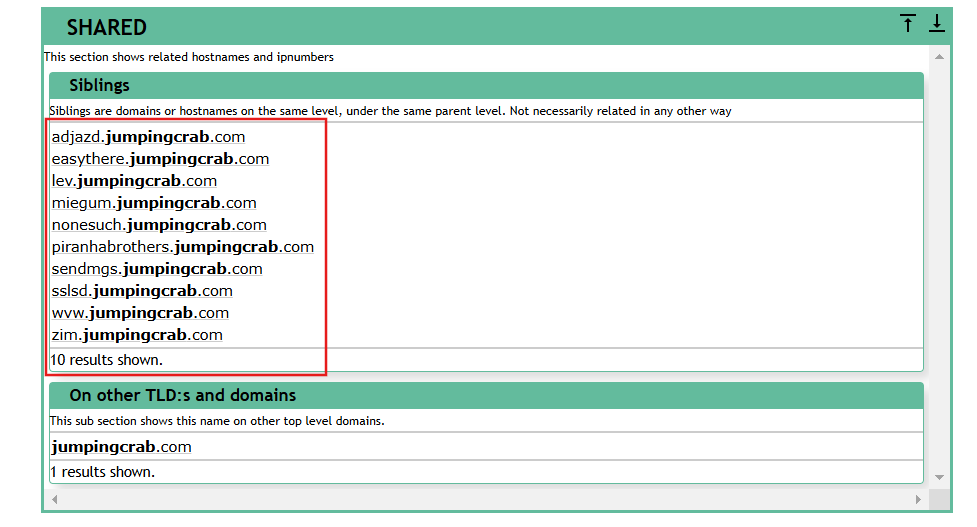 SHARED
This section shows related hostnames and ipnumbers
Siblings
Siblings are domains or hostnames on the same level, under the same parent level. Not necessarily related in any other way
adjazd.jumpingcrab.com
easythere.jumpingcrab.com
lev.jumpingcrab.com
miegum.jumpingcrab.com
nonesuch.jumpingcrab.com
piranhabrothers.jumpingcrab.com
sendmgs.jumpingcrab.com
sslsd.jumpingcrab.com
wvw.jumpingcrab.com
zim.jumpingcrab.com
10 results shown.
On other TLD:s and domains
This sub section shows this name on other top level domains.
jumpingcrab.com
1 results shown.